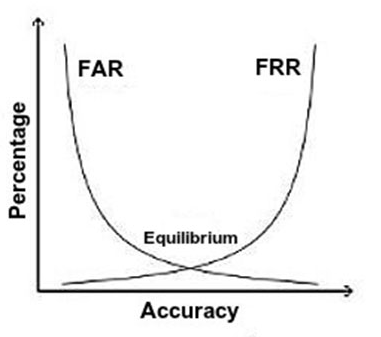 FAR
FRR
Percentage
Equilibrium
Accuracy